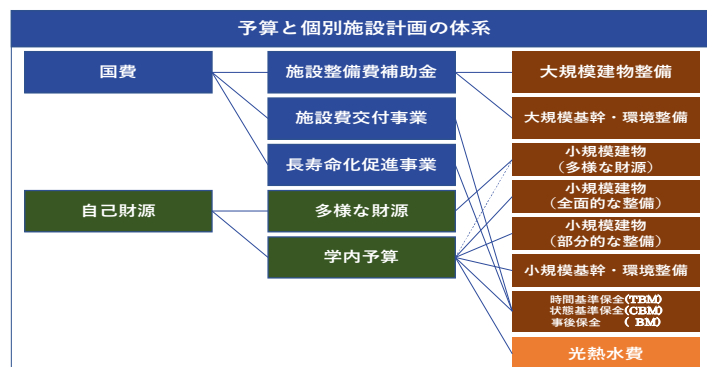 予算と個別施設計画の体系
国費
施設整備費補助金
大規模建物整備
施設費交付事業
大規模基幹・環境整備
長寿命化促進事業
小規模建物
(多様な財源)
自己財源
多様な財源
小規模建物
(全面的な整備)
学内予算
小規模建物
(部分的な整備)
小規模基幹・環境整備
時間基準保全(TBM)
状態基準保全(CBM)
事後保全 ( BM)
光熱水費